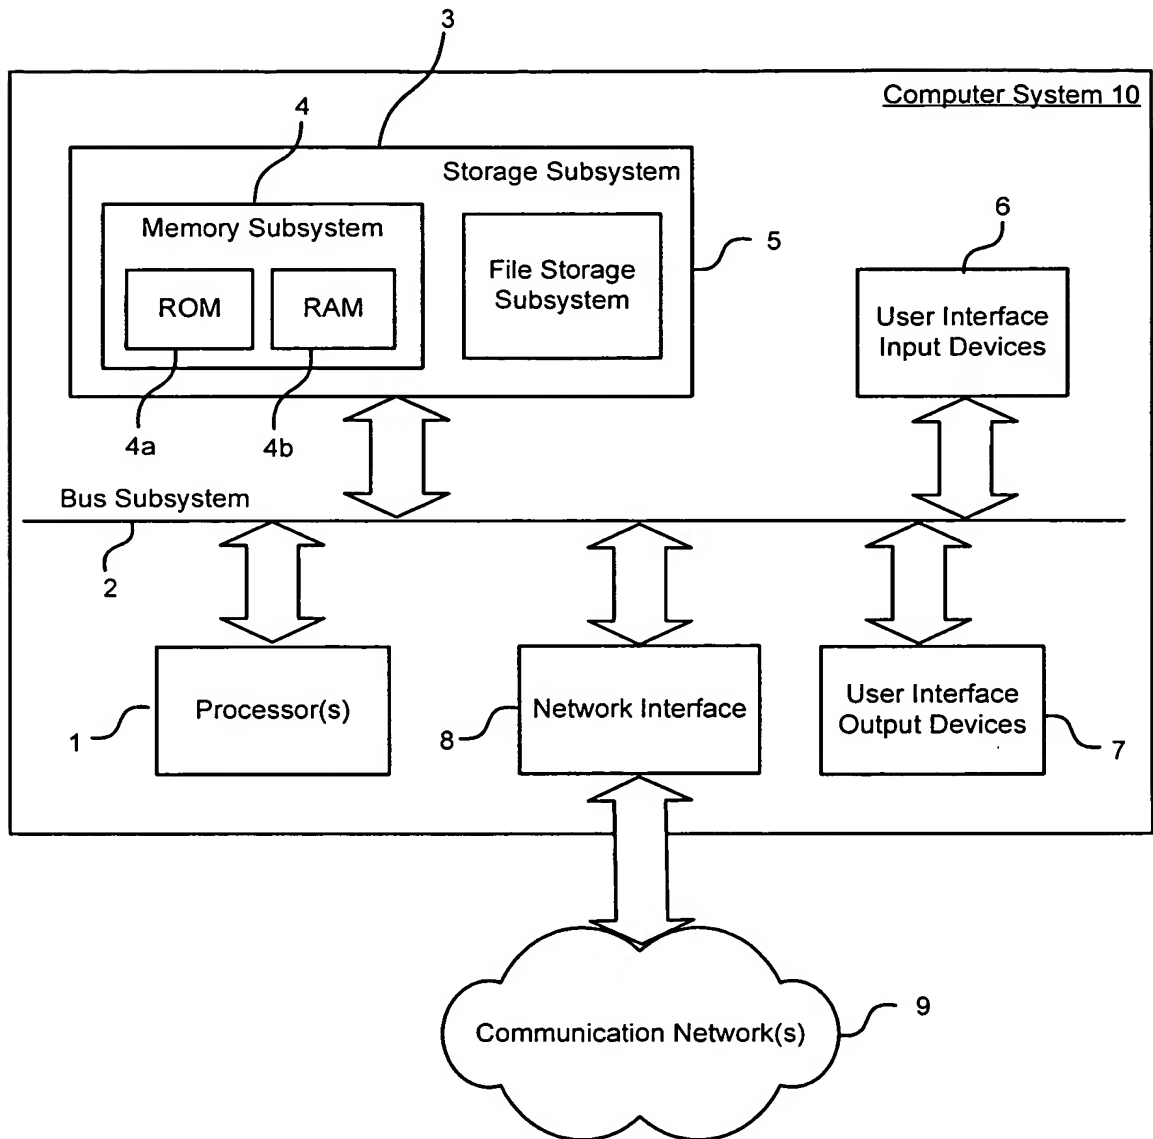 3
Computer System 10
4
Storage Subsystem
Memory Subsystem
6
5
File Storage
Subsystem
ROM
RAM
User Interface
Input Devices
4a
4b
Bus Subsystem
2
Processor(s)
1
Network Interface
8
User Interface
Output Devices
7
9
Communication Network(s)